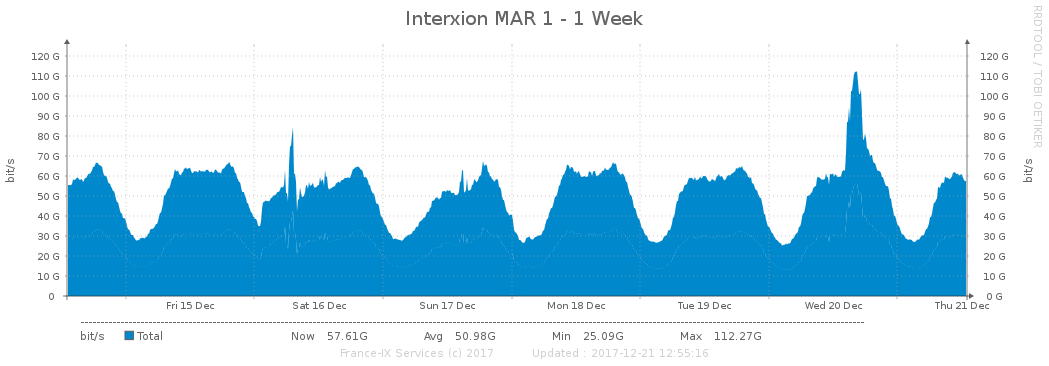 Interxion MAR 1 - 1 Week
RRDTOOL / TOBI OETIKER
bit/s
bit/s
120 G 120 G
110 G 110 G
100 G 100 G
90 G 90 G
80 G 80 G
70 G 70 G
60 G 60 G
50 G 50 G
40 G 40 G
30 G 30 G
20 G 20 G
10 G 10 G
0 0 G
Fri 15 Dec Sat 16 Dec Sun 17 Dec Mon 18 Dec Tue 19 Dec Wed 20 Dec Thu 21 Dec
bit/s Total Now 57.61G Avg 50.98G Min 25.09G Max 112.27G
France-IX Services (c) 2017 Updated : 2017-12-21 12:55:16